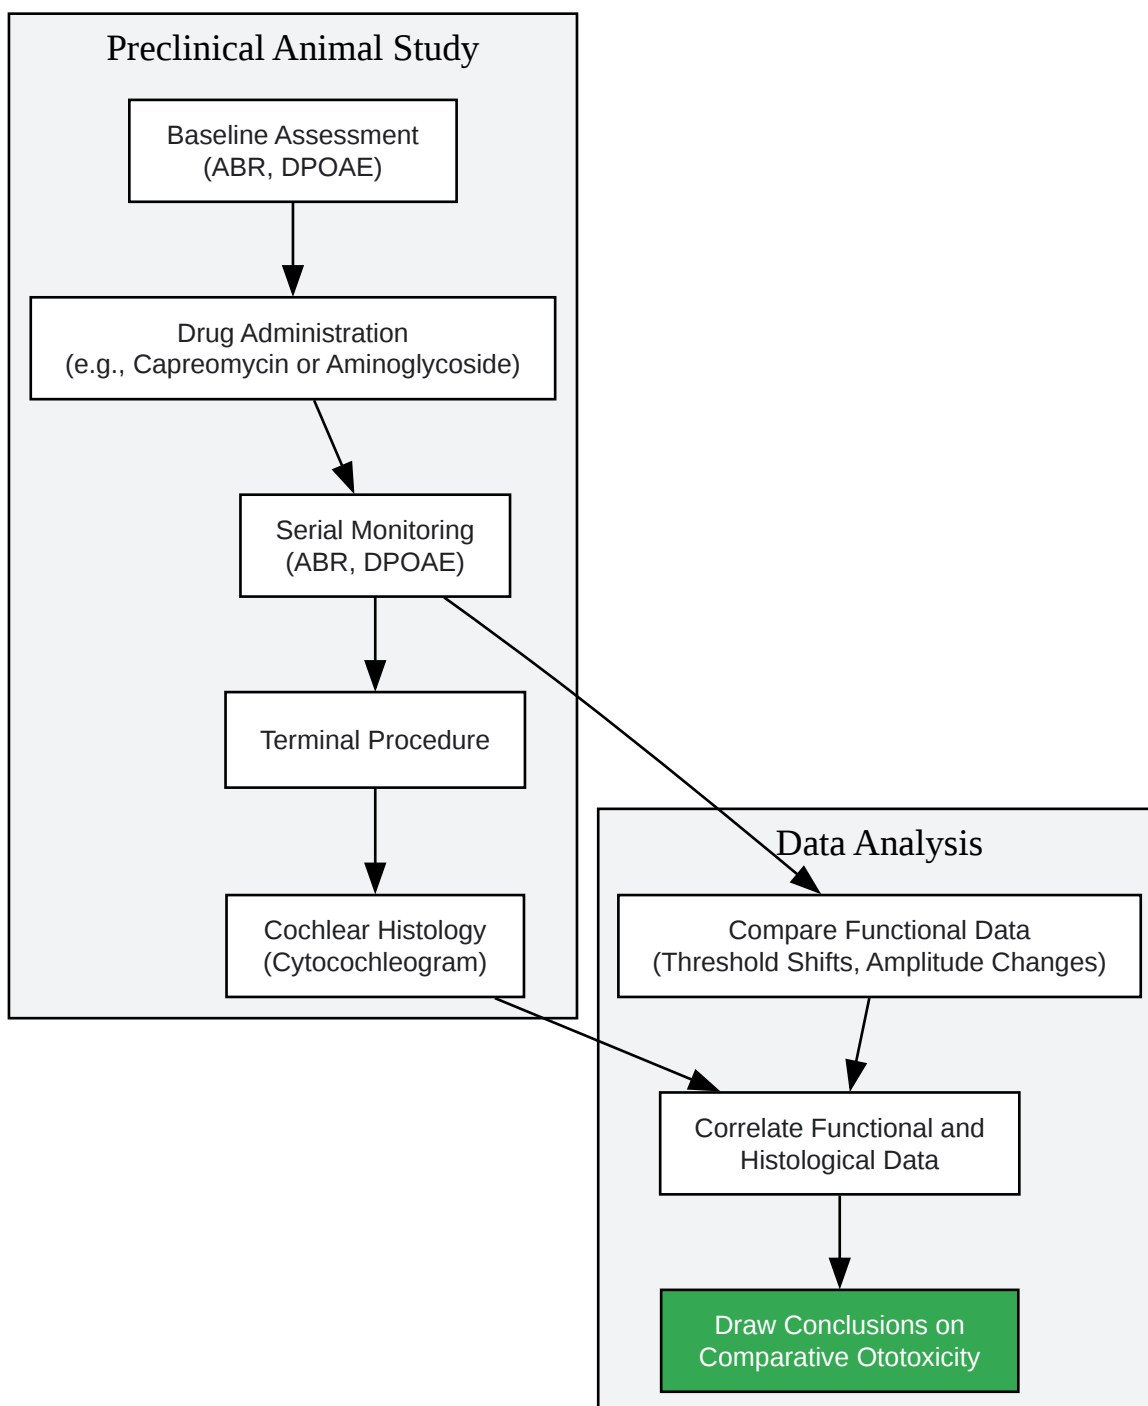 Preclinical Animal Study
Baseline Assessment
(ABR, DPOAE)
Drug Administration
(e.g., Capreomycin or Aminoglycoside)
Serial Monitoring
(ABR, DPOAE)
Terminal Procedure
Cochlear Histology
(Cytocochleogram)
Data Analysis
Compare Functional Data
(Threshold Shifts, Amplitude Changes)
Correlate Functional and
Histological Data
Draw Conclusions on
Comparative Ototoxicity